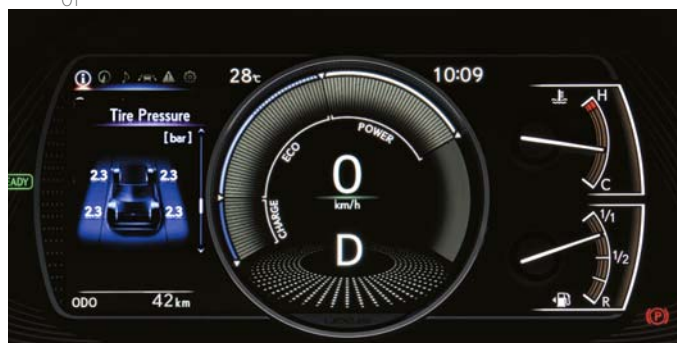 28℃
10:09
Tire Pressure
[bar]
2.3 2.3
2.3 2.3
ODO 42km
CHARGE
ECO
POWER
0
km/h
D
H
C
1/1
1/2
R
P
LEXUS